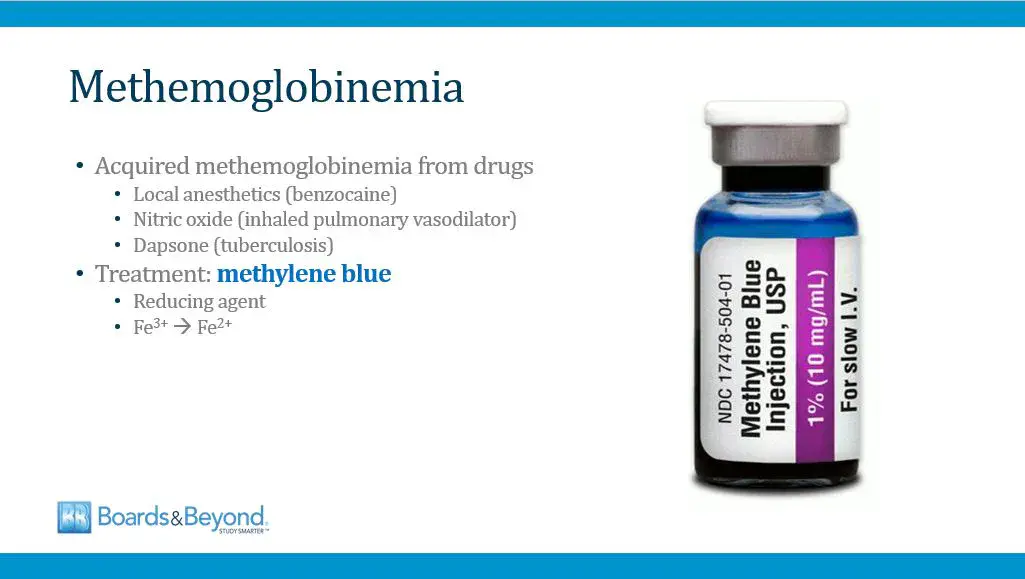 Methemoglobinemia
• Acquired methemoglobinemia from drugs
• Local anesthetics (benzocaine)
• Nitric oxide (inhaled pulmonary vasodilator)
• Dapsone (tuberculosis)
• Treatment: methylene blue
• Reducing agent
• Fe³⁺ → Fe²⁺
NDC 17478-504-01
Methylene Blue
Injection, USP
1% (10 mg/mL)
For slow I.V.
BB Boards&Beyond®
STUDY SMARTER™